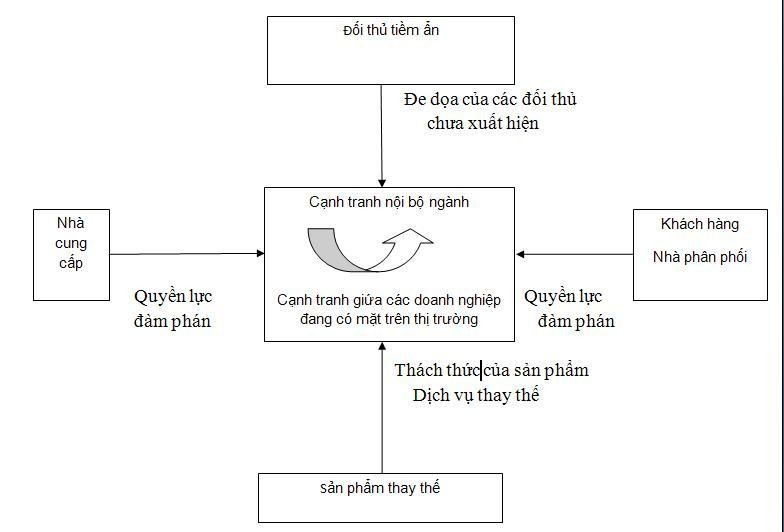 Đối thủ tiềm ẩn
Đe dọa của các đối thủ
chưa xuất hiện
Cạnh tranh nội bộ ngành
Nhà
cung
cấp
Khách hàng
Nhà phân phối
Quyền lực
đàm phán
Cạnh tranh giứa các doanh nghiệp
đang có mặt trên thị trường
Quyền lực
đàm phán
Thách thức của sản phẩm
Dịch vụ thay thế
Sản phẩm thay thế